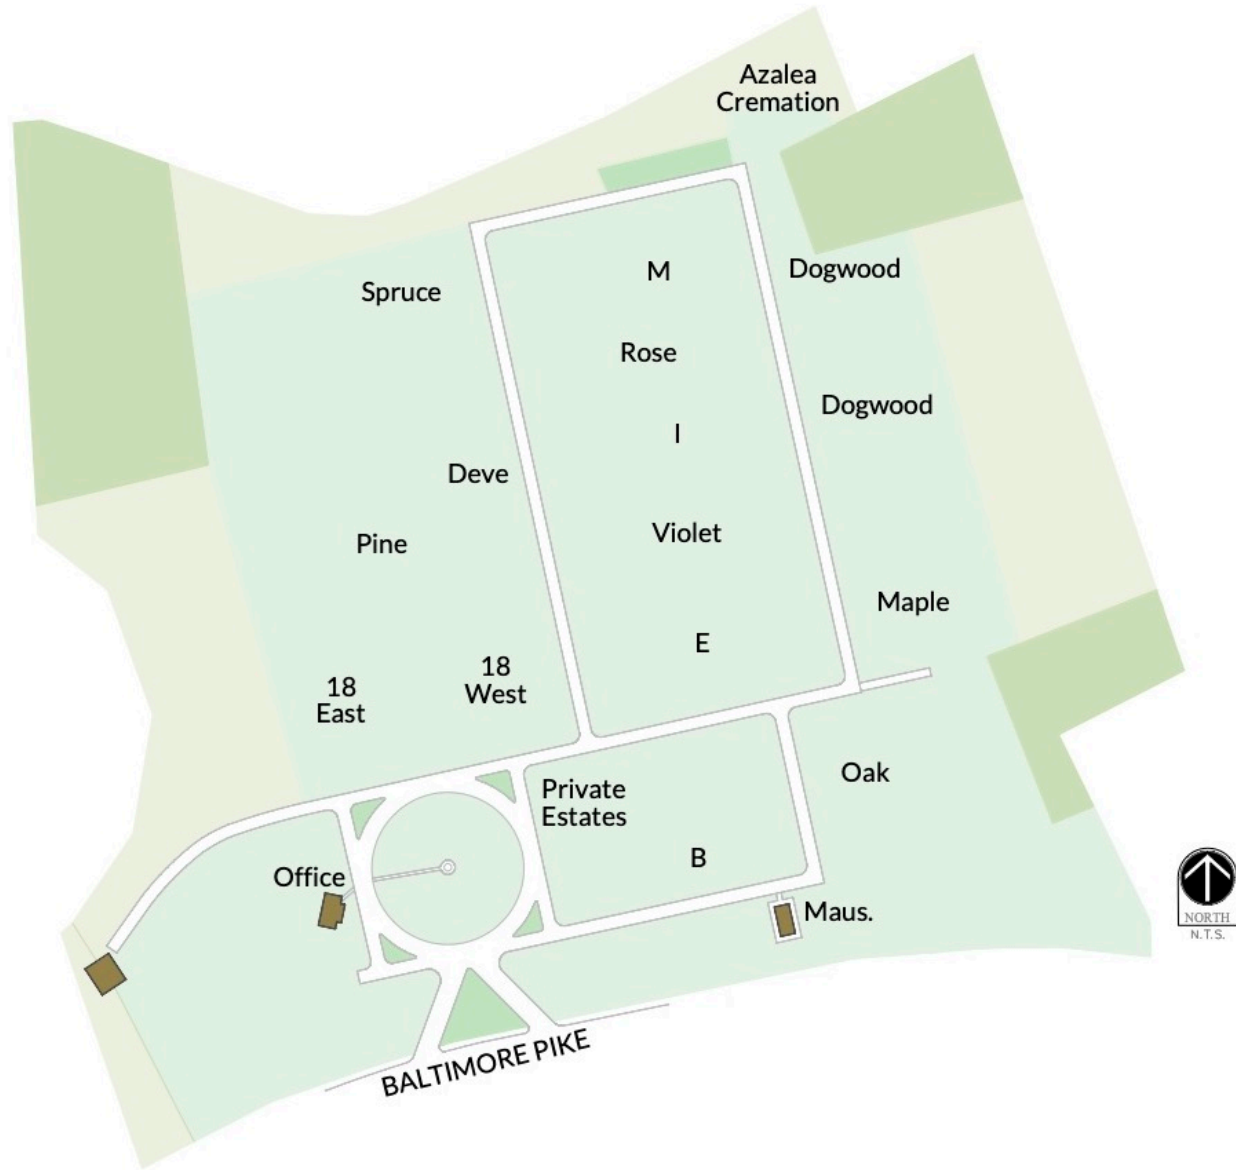 Azalea
Cremation
M
Dogwood
Spruce
Rose
Dogwood
I
Deve
Violet
Pine
Maple
E
18
West
18
East
Oak
Private
Estates
B
Office
Maus.
NORTH
N.T.S.
BALTIMORE PIKE